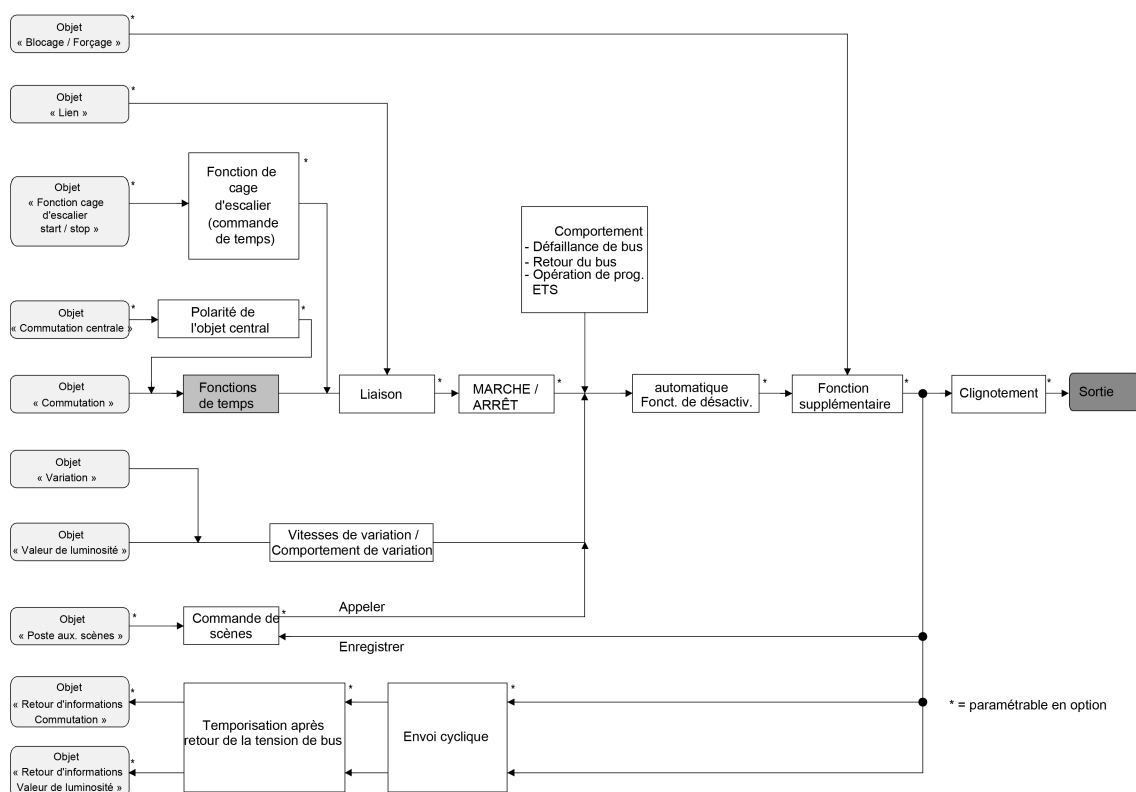 Objet
« Blocage / Forçage »
*
Objet
« Lien »
*
Objet
« Fonction cage
d'escalier
start / stop »
*
Fonction de
cage
d'escalier
(commande
de temps)
*
Comportement
- Défaillance de bus
- Retour du bus
- Opération de prog.
ETS
Objet
« Commutation centrale »
*
Polarité de
l'objet central
*
Objet
« Commutation »
*
Fonctions
de temps
Liaison
*
MARCHE /
ARRÊT
*
automatique
Fonct. de désactiv.
*
Fonction
supplémentaire
*
Clignotement
*
Sortie
Objet
« Variation »
Objet
« Valeur de luminosité »
Vitesses de variation /
Comportement de variation
Objet
« Poste aux. scènes »
*
Commande de
scènes
*
Appeler
Enregistrer
Objet
« Retour d'informations
Commutation »
*
Temporisation après
retour de la tension de bus
*
Envoi cyclique
*
* = paramétrable en option
Objet
« Retour d'informations
Valeur de luminosité »
*